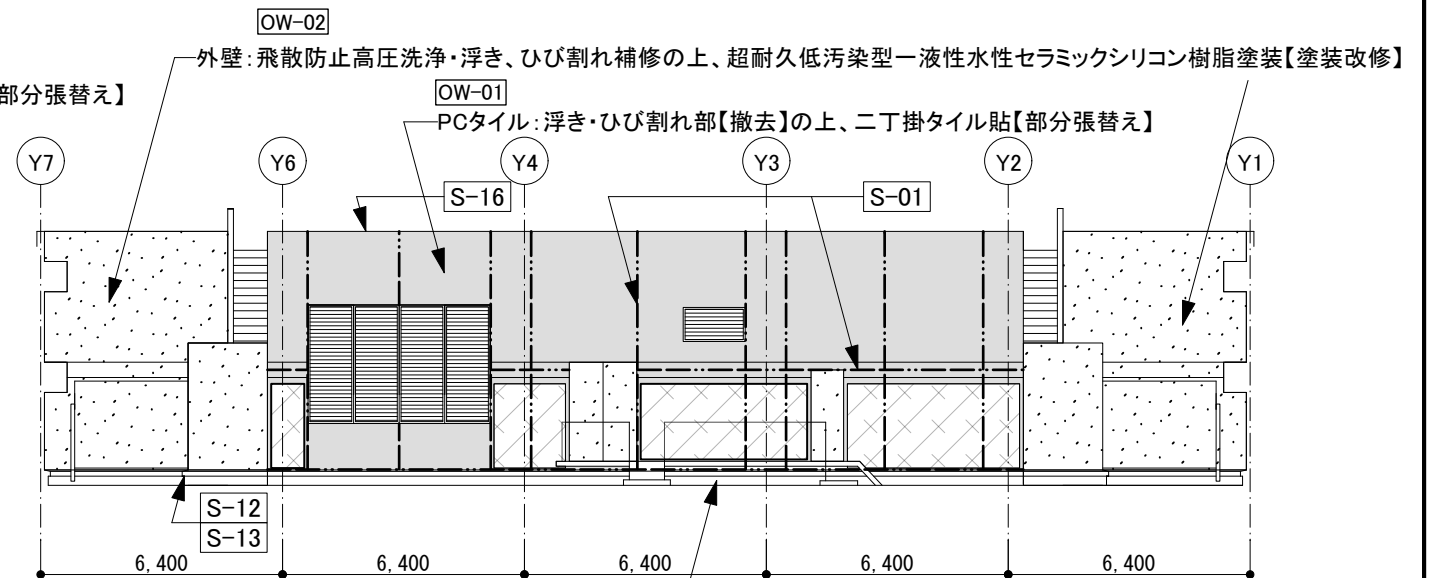 OW-02
外壁:飛散防止高圧洗浄・浮き、ひび割れ補修の上、超耐久低汚染型一液性水性セラミックシリコン樹脂塗装【塗装改修】
部分張替え】
OW-01
PCタイル:浮き・ひび割れ部【撤去】の上、二丁掛タイル貼【部分張替え】
Y7 Y6 Y4 Y3 Y2 Y1
S-16 S-01
S-12
S-13
6,400 6,400 6,400 6,400 6,400